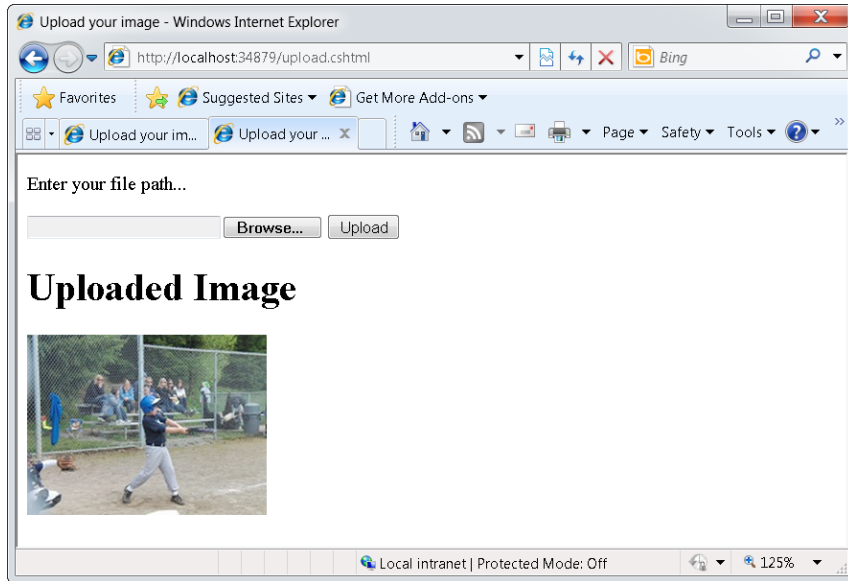 Upload your image - Windows Internet Explorer
http://localhost:34879/upload.cshtml
Bing
Favorites Suggested Sites Get More Add-ons
Upload your im... Upload your ... Page Safety Tools
Enter your file path...
Browse... Upload
Uploaded Image
Local intranet | Protected Mode: Off 125%